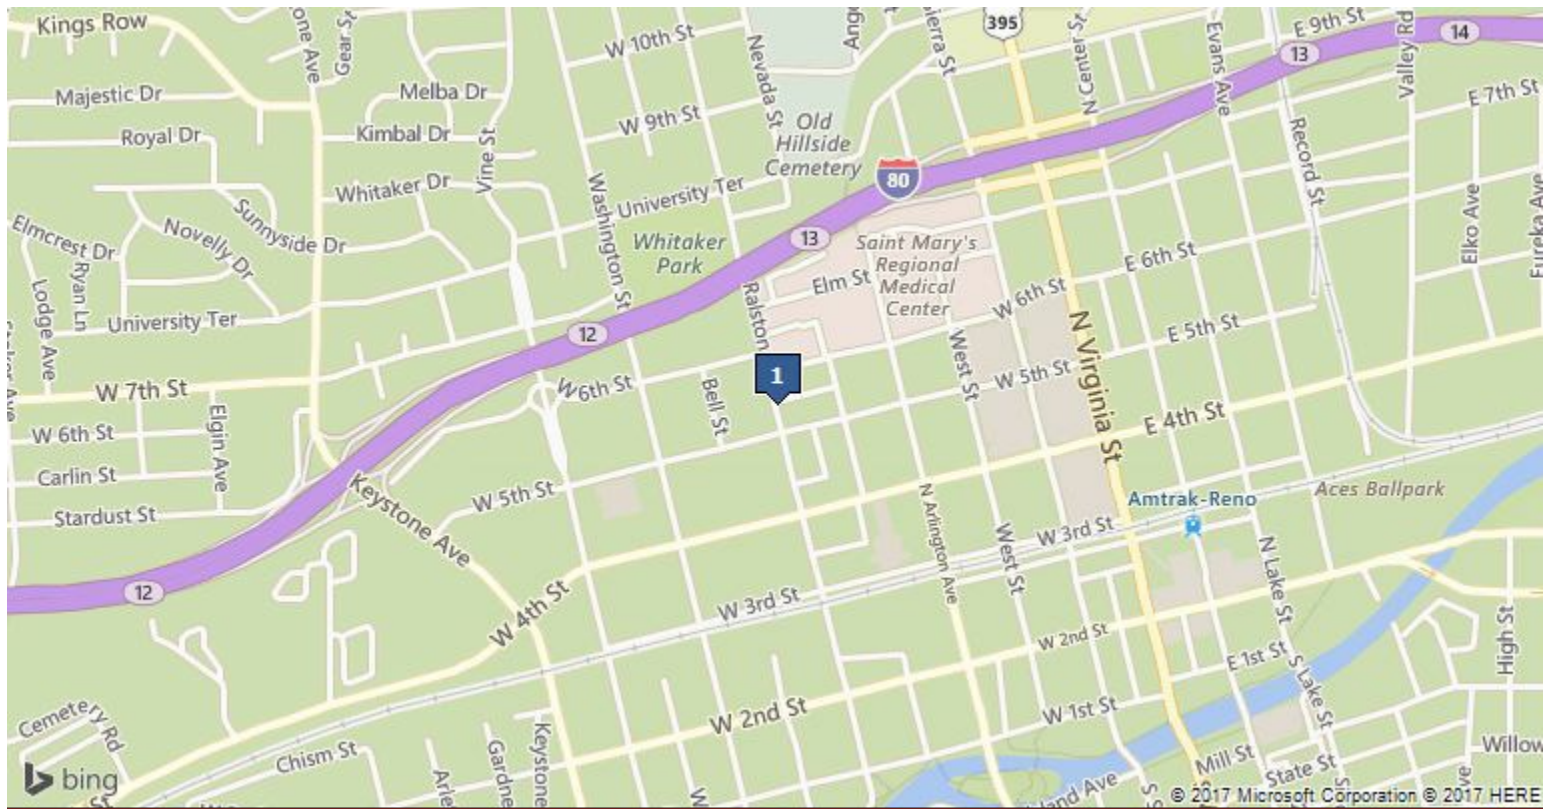 Kings Row
Gear St
W 10th St
Nevada St
395
N Center St
Evans Ave
E 9th St
13
14
Valley Rd
E 7th St
Majestic Dr
Melba Dr
Royal Dr
Kimbal Dr
Vine St
W 9th St
Old
Hillside
Cemetery
80
Record St
Elko Ave
Eureka Ave
Whitaker Dr
Washington St
University Ter
Sunnyside Dr
Novelly Dr
Elmcrest Dr
Ryan Ln
Lodge Ave
Whitaker
Park
13
Saint Mary's
Regional
Medical
Center
Elm St
E 6th St
W 6th St
University Ter
12
Ralston
N Virginia St
E 5th St
West St
W 5th St
1
W 7th St
W 6th St
Bell St
W 6th St
Elgin Ave
E 4th St
Carlin St
Stardust St
Keystone Ave
W 5th St
N Arlington Ave
Amtrak-Reno
Aces Ballpark
W 3rd St
West St
N Lake St
12
W 4th St
W 3rd St
W 2nd St
E 1st St
S Lake St
High St
Cemetery Rd
W 2nd St
W 1st St
Chism St
Keystone
Mill St
State St
Willow
bing
© 2017 Microsoft Corporation © 2017 HERE